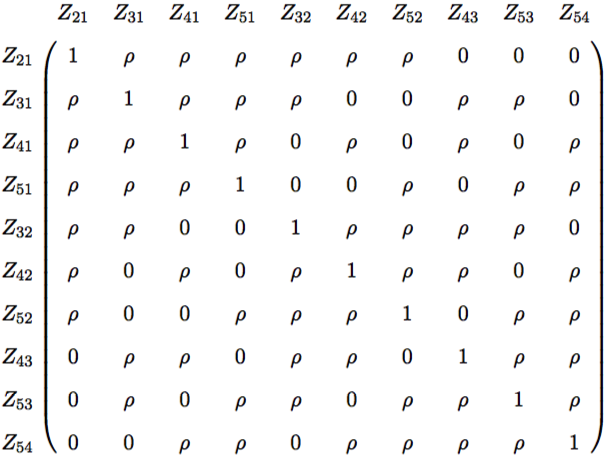 Z21 Z31 Z41 Z51 Z32 Z42 Z52 Z43 Z53 Z54
Z21 1 ρ ρ ρ ρ ρ ρ 0 0 0
Z31 ρ 1 ρ ρ ρ 0 0 ρ ρ 0
Z41 ρ ρ 1 ρ 0 ρ 0 ρ 0 ρ
Z51 ρ ρ ρ 1 0 0 ρ 0 ρ ρ
Z32 ρ ρ 0 0 1 ρ ρ ρ ρ 0
Z42 ρ 0 ρ 0 ρ 1 ρ ρ 0 ρ
Z52 ρ 0 0 ρ ρ ρ 1 0 ρ ρ
Z43 0 ρ ρ 0 ρ ρ 0 1 ρ ρ
Z53 0 ρ 0 ρ ρ 0 ρ ρ 1 ρ
Z54 0 0 ρ ρ 0 ρ ρ ρ ρ 1